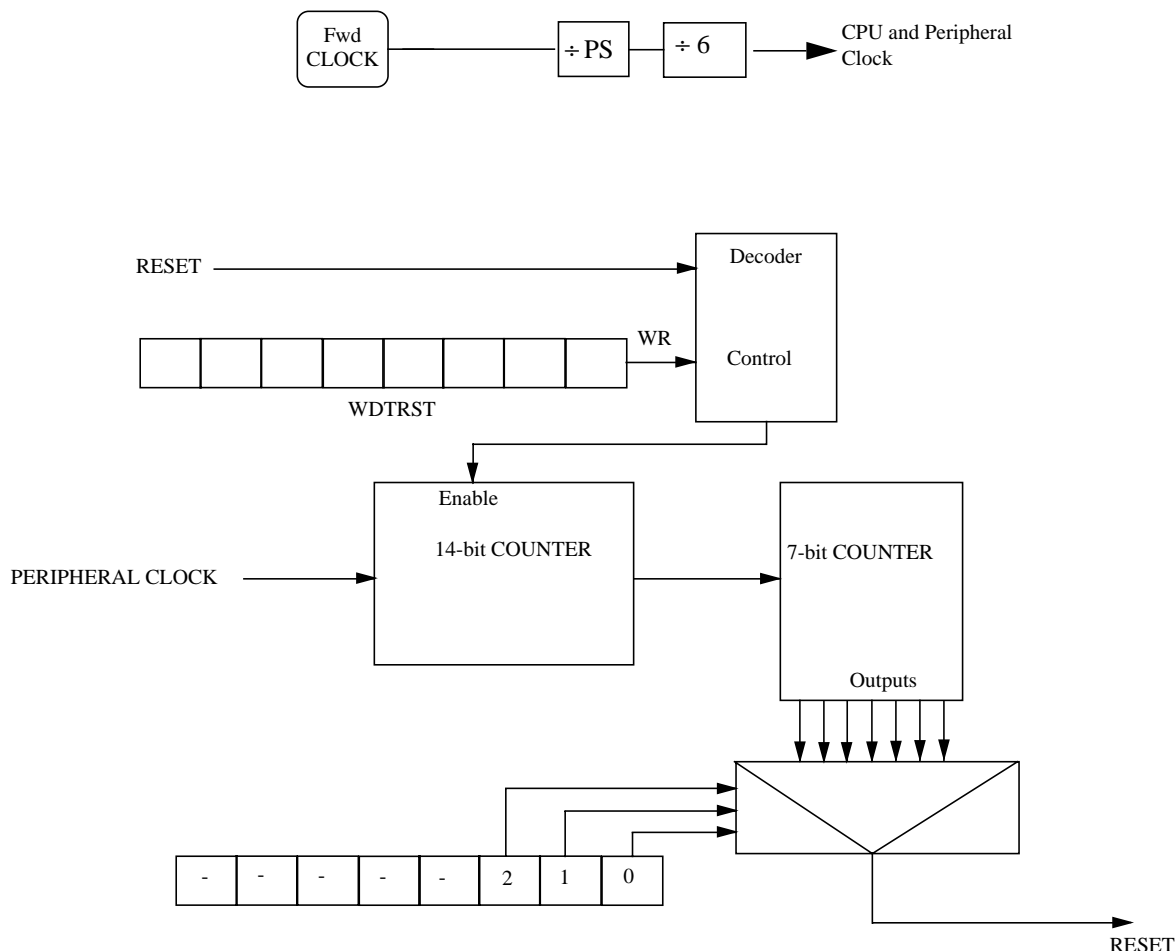 Fwd
CLOCK
÷ PS
÷ 6
CPU and Peripheral
Clock
RESET
Decoder
WR
Control
WDTRST
Enable
14-bit COUNTER
7-bit COUNTER
PERIPHERAL CLOCK
Outputs
- - - - - 2 1 0
RESET